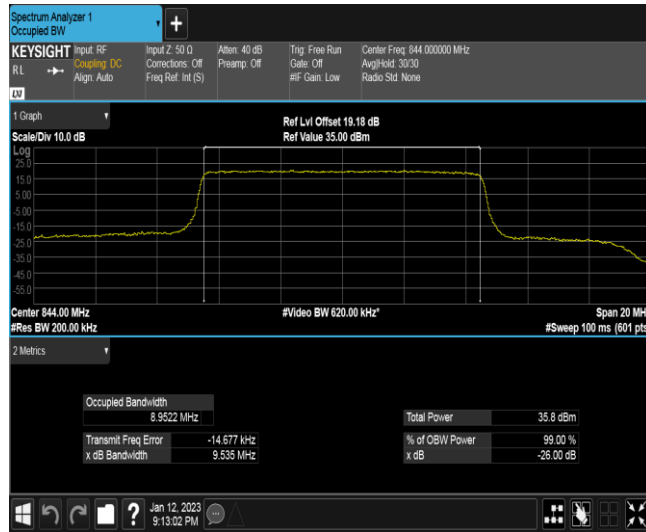 Spectrum Analyzer 1
Occupied BW
+
KEYSIGHT
RL
LXI
Input: RF
Coupling: DC
Align: Auto
Input Z: 50 Ω
Corrections: Off
Freq Ref: Int (S)
Atten: 40 dB
Preamp: Off
Trig: Free Run
Gate: Off
#IF Gain: Low
Center Freq: 844.000000 MHz
Avg|Hold: 30/30
Radio Std: None
1 Graph
Scale/Div 10.0 dB
Ref Lvl Offset 19.18 dB
Ref Value 35.00 dBm
Log
25.0
15.0
5.00
-5.00
-15.0
-25.0
-35.0
-45.0
-55.0
Center 844.00 MHz
#Res BW 200.00 kHz
#Video BW 620.00 kHz*
Span 20 MH
#Sweep 100 ms (601 pts
2 Metrics
Occupied Bandwidth
8.9522 MHz
Transmit Freq Error -14.677 kHz
x dB Bandwidth 9.535 MHz
Total Power 35.8 dBm
% of OBW Power 99.00 %
x dB -26.00 dB
?
Jan 12, 2023
9:13:02 PM